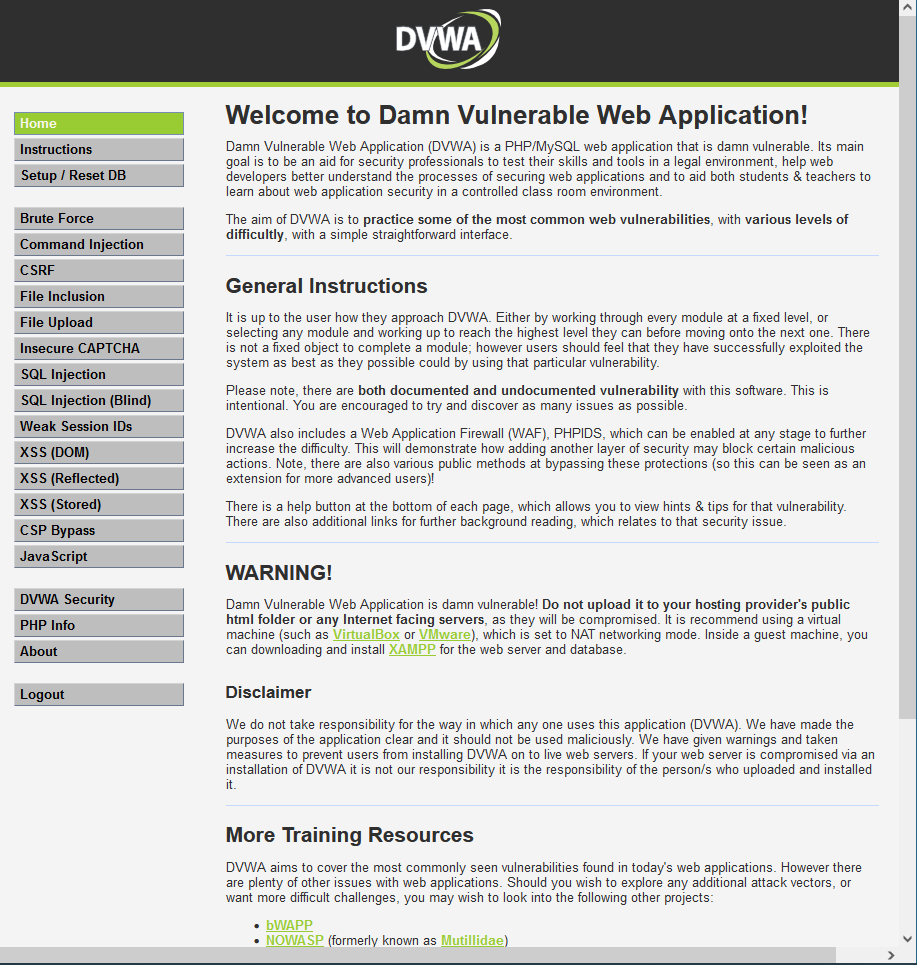 DVWA
Home
Instructions
Setup / Reset DB
Brute Force
Command Injection
CSRF
File Inclusion
File Upload
Insecure CAPTCHA
SQL Injection
SQL Injection (Blind)
Weak Session IDs
XSS (DOM)
XSS (Reflected)
XSS (Stored)
CSP Bypass
JavaScript
DVWA Security
PHP Info
About
Logout
Welcome to Damn Vulnerable Web Application!
Damn Vulnerable Web Application (DVWA) is a PHP/MySQL web application that is damn vulnerable. Its main
goal is to be an aid for security professionals to test their skills and tools in a legal environment, help web
developers better understand the processes of securing web applications and to aid both students & teachers to
learn about web application security in a controlled class room environment.
The aim of DVWA is to practice some of the most common web vulnerabilities, with various levels of
difficultly, with a simple straightforward interface.
General Instructions
It is up to the user how they approach DVWA. Either by working through every module at a fixed level, or
selecting any module and working up to reach the highest level they can before moving onto the next one. There
is not a fixed object to complete a module; however users should feel that they have successfully exploited the
system as best as they possible could by using that particular vulnerability.
Please note, there are both documented and undocumented vulnerability with this software. This is
intentional. You are encouraged to try and discover as many issues as possible.
DVWA also includes a Web Application Firewall (WAF), PHPIDS, which can be enabled at any stage to further
increase the difficulty. This will demonstrate how adding another layer of security may block certain malicious
actions. Note, there are also various public methods at bypassing these protections (so this can be seen as an
extension for more advanced users)!
There is a help button at the bottom of each page, which allows you to view hints & tips for that vulnerability.
There are also additional links for further background reading, which relates to that security issue.
WARNING!
Damn Vulnerable Web Application is damn vulnerable! Do not upload it to your hosting provider's public
html folder or any Internet facing servers, as they will be compromised. It is recommend using a virtual
machine (such as VirtualBox or VMware), which is set to NAT networking mode. Inside a guest machine, you
can downloading and install XAMPP for the web server and database.
Disclaimer
We do not take responsibility for the way in which any one uses this application (DVWA). We have made the
purposes of the application clear and it should not be used maliciously. We have given warnings and taken
measures to prevent users from installing DVWA on to live web servers. If your web server is compromised via an
installation of DVWA it is not our responsibility it is the responsibility of the person/s who uploaded and installed
it.
More Training Resources
DVWA aims to cover the most commonly seen vulnerabilities found in today's web applications. However there
are plenty of other issues with web applications. Should you wish to explore any additional attack vectors, or
want more difficult challenges, you may wish to look into the following other projects:
• bWAPP
• NOWASP (formerly known as Mutillidae)